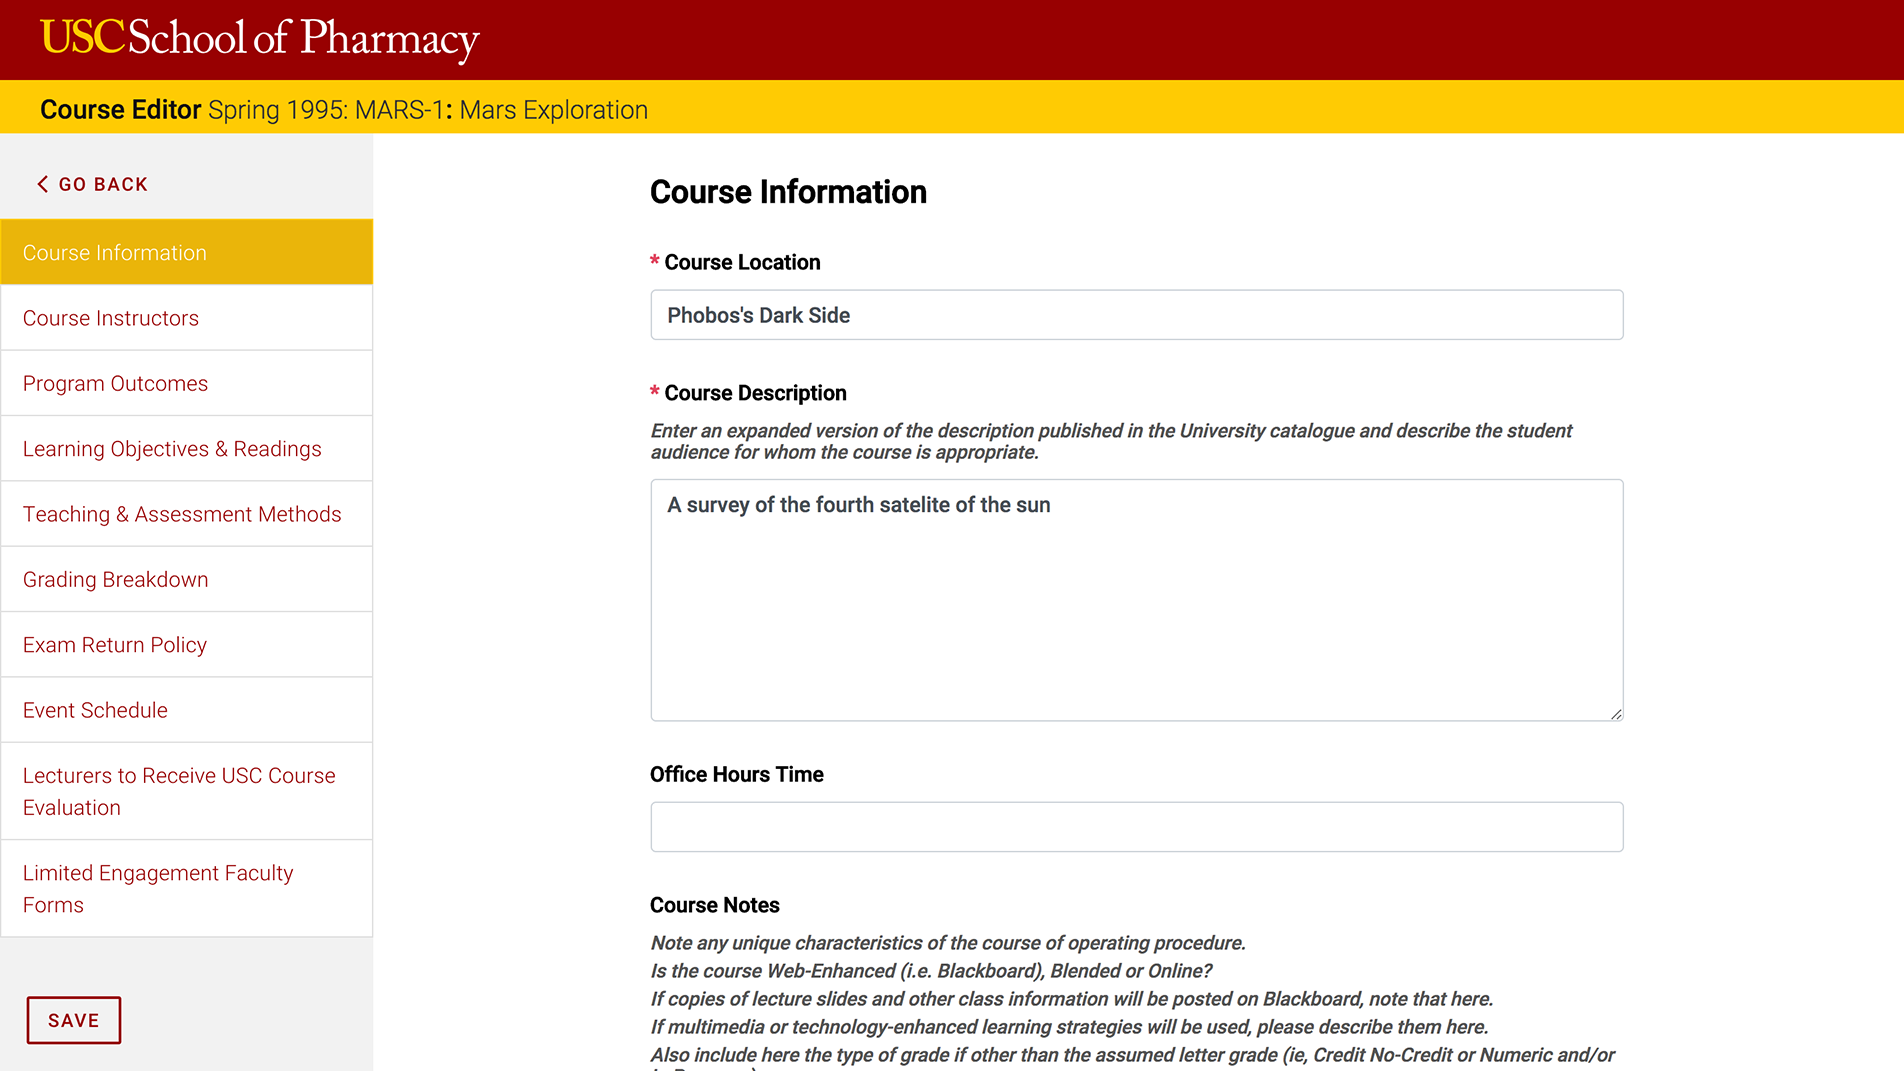 USC School of Pharmacy
Course Editor Spring 1995: MARS-1: Mars Exploration
GO BACK
Course Information
Course Instructors
Program Outcomes
Learning Objectives & Readings
Teaching & Assessment Methods
Grading Breakdown
Exam Return Policy
Event Schedule
Lecturers to Receive USC Course
Evaluation
Limited Engagement Faculty
Forms
SAVE
Course Information
* Course Location
Phobos's Dark Side
* Course Description
Enter an expanded version of the description published in the University catalogue and describe the student
audience for whom the course is appropriate.
A survey of the fourth satelite of the sun
Office Hours Time
Course Notes
Note any unique characteristics of the course of operating procedure.
Is the course Web-Enhanced (i.e. Blackboard), Blended or Online?
If copies of lecture slides and other class information will be posted on Blackboard, note that here.
If multimedia or technology-enhanced learning strategies will be used, please describe them here.
Also include here the type of grade if other than the assumed letter grade (ie, Credit No-Credit or Numeric and/or